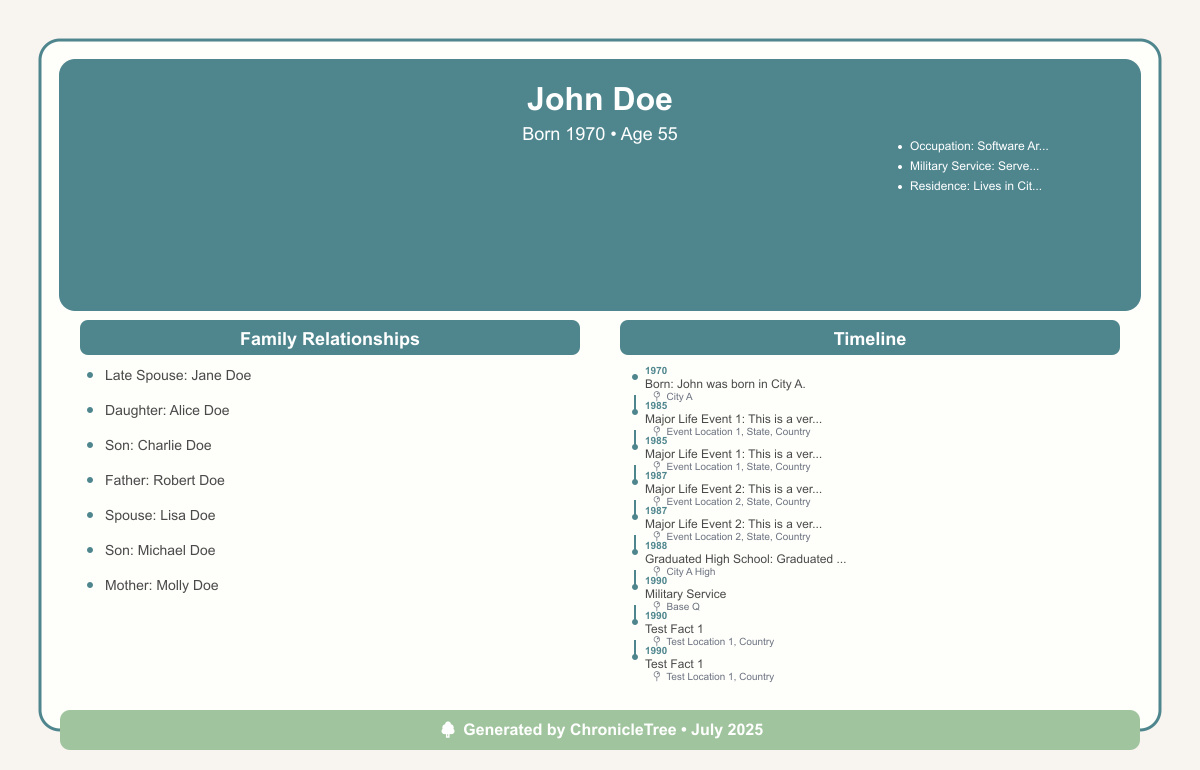 John Doe
Born 1970 • Age 55
• Occupation: Software Ar...
• Military Service: Serve...
• Residence: Lives in Cit...
Family Relationships
• Late Spouse: Jane Doe
• Daughter: Alice Doe
• Son: Charlie Doe
• Father: Robert Doe
• Spouse: Lisa Doe
• Son: Michael Doe
• Mother: Molly Doe
Timeline
1970
Born: John was born in City A.
City A
1985
Major Life Event 1: This is a ver...
Event Location 1, State, Country
1985
Major Life Event 1: This is a ver...
Event Location 1, State, Country
1987
Major Life Event 2: This is a ver...
Event Location 2, State, Country
1987
Major Life Event 2: This is a ver...
Event Location 2, State, Country
1988
Graduated High School: Graduated ...
City A High
1990
Military Service
Base Q
1990
Test Fact 1
Test Location 1, Country
1990
Test Fact 1
Test Location 1, Country
Generated by ChronicleTree • July 2025